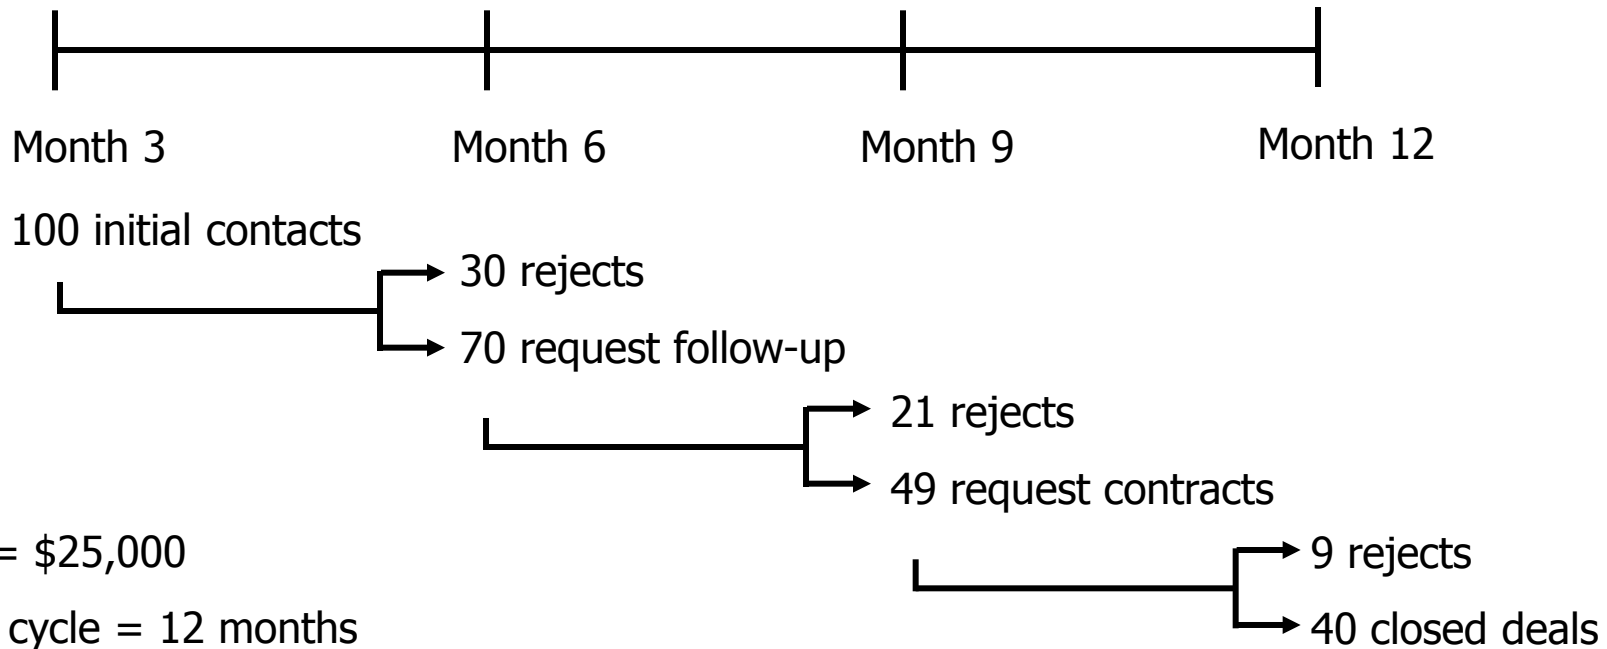 Month 3
Month 6
Month 9
Month 12
100 initial contacts
30 rejects
70 request follow-up
21 rejects
49 request contracts
= $25,000
9 rejects
cycle = 12 months
40 closed deals